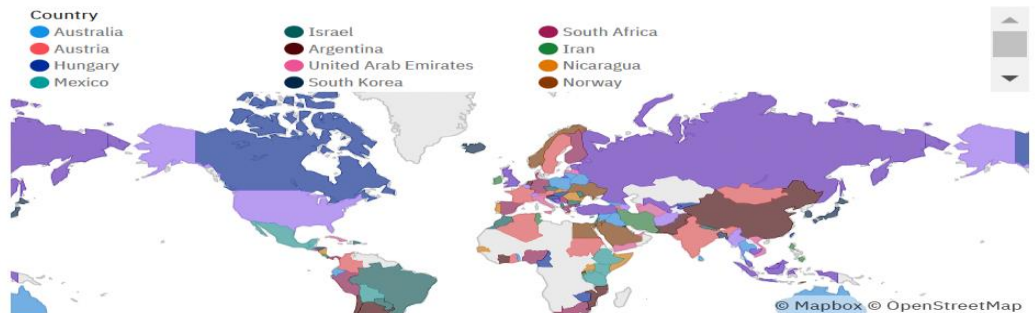 Country
Australia Israel South Africa
Austria Argentina Iran
Hungary United Arab Emirates Nicaragua
Mexico South Korea Norway
© Mapbox © OpenStreetMap